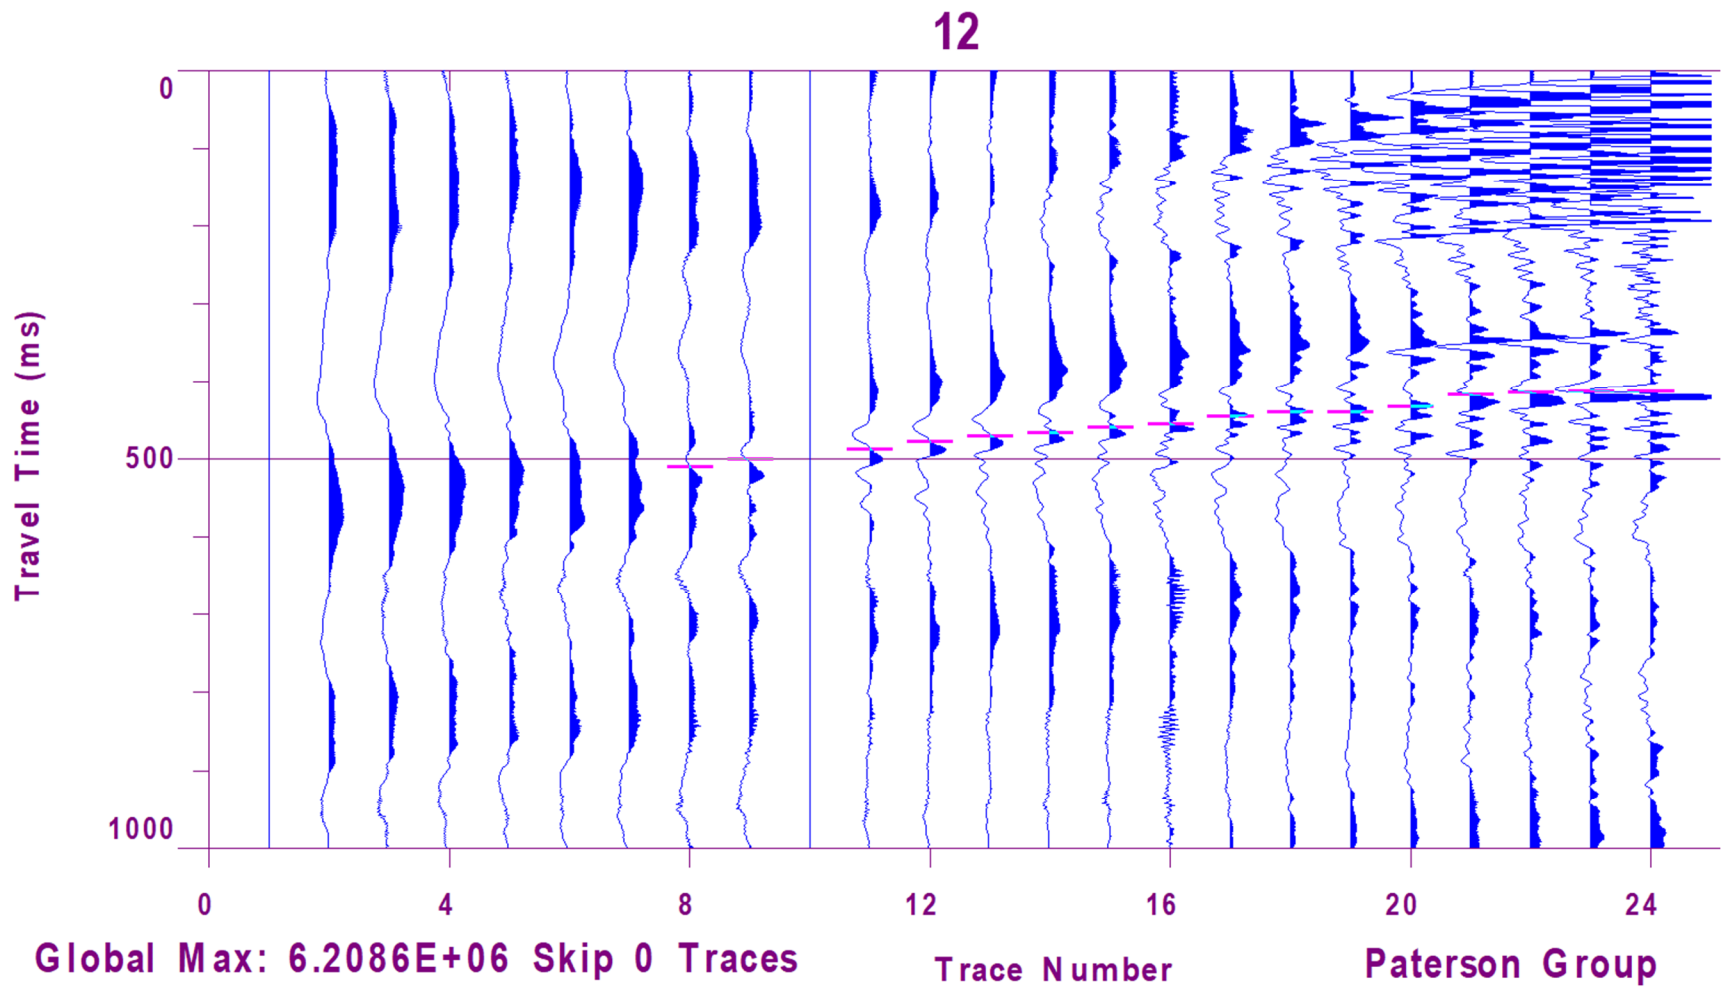 12
0
500
1000
Travel Time (ms)
0 4 8 12 16 20 24
Global Max: 6.2086E+06 Skip 0 Traces
Trace Number
Paterson Group